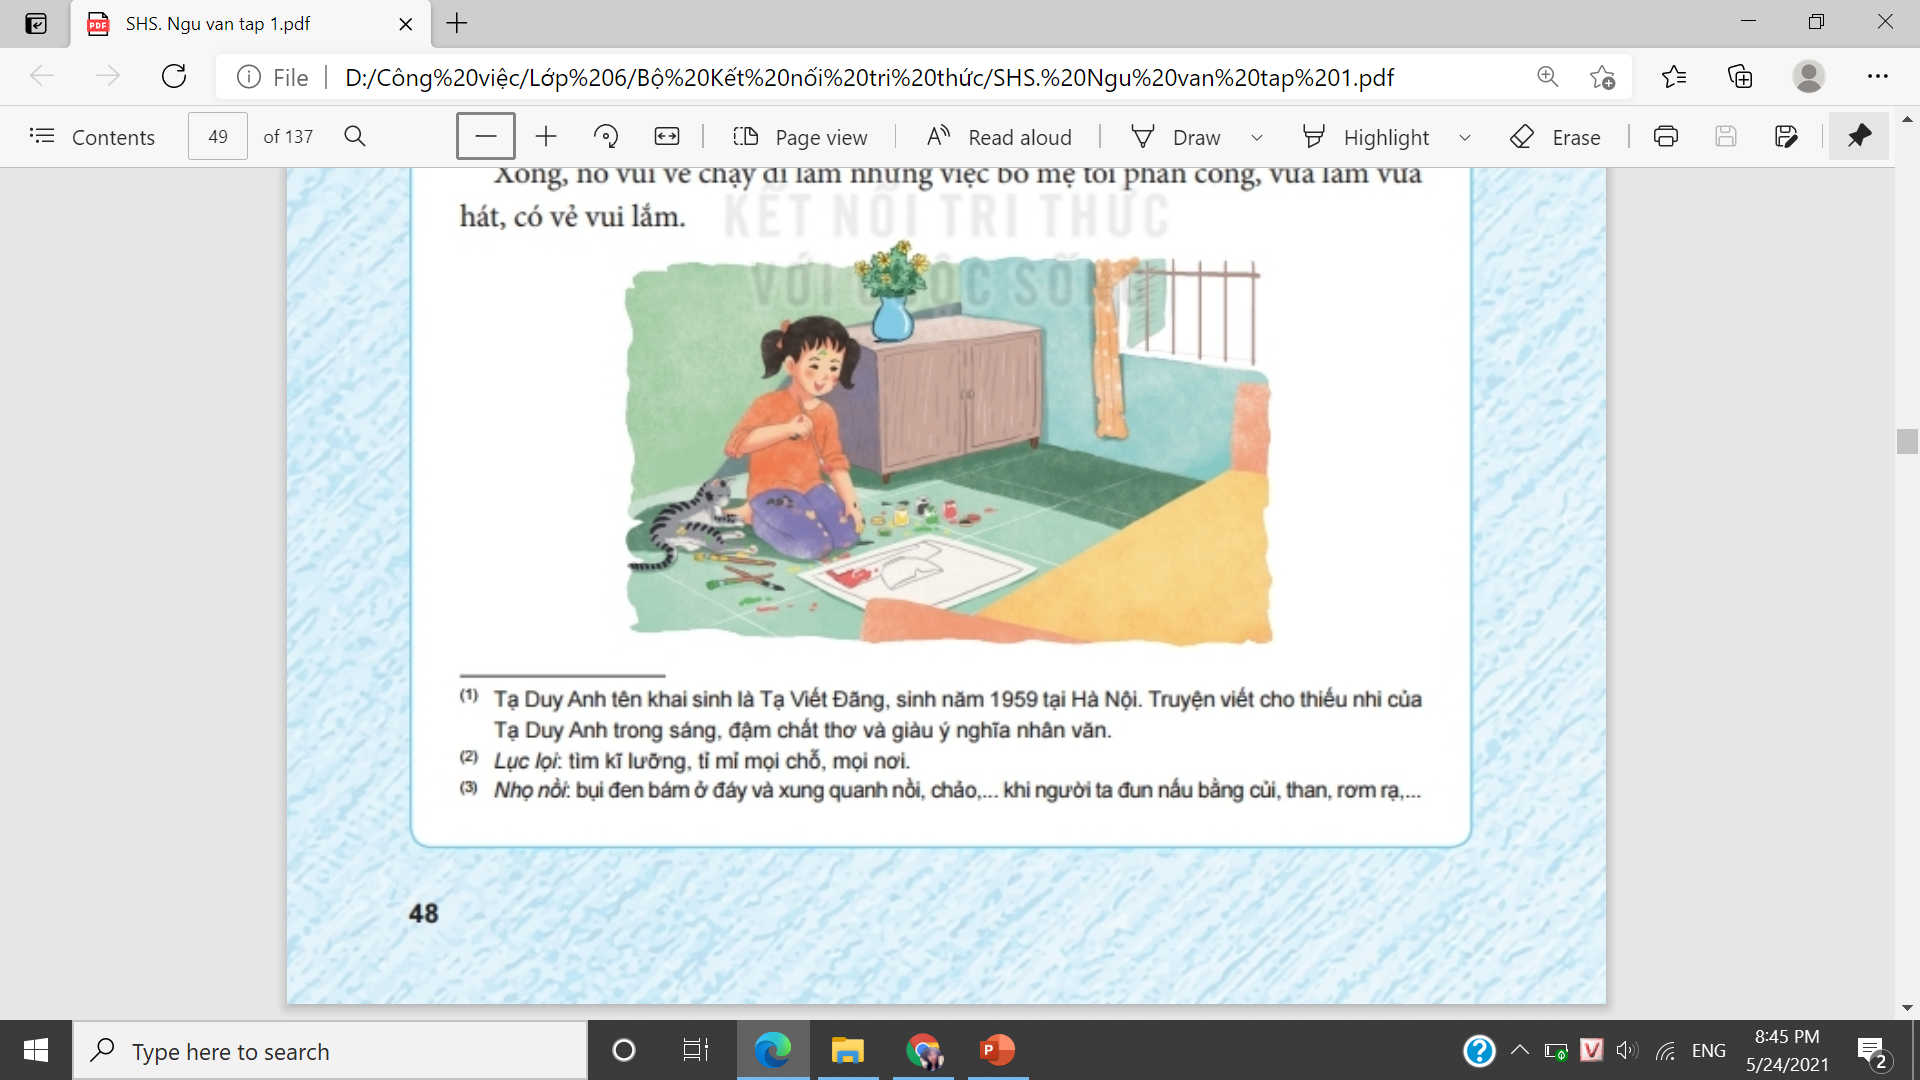 SHS. Ngu van tap 1.pdf
File
D:/Công%20việc/Lớp%206/Bộ%20Kết%20nối%20tri%20thức/SHS.%20Ngu%20van%20tap%201.pdf
Contents 49 of 137 Page view Read aloud Draw Highlight Erase
Xong, nó vui vẻ chạy đi làm những việc bố mẹ tôi phân công, vừa làm vừa
hát, có vẻ vui lắm.
KẾT NỐI TRI THỨC
VỚI CUỘC SỐNG
(1) Tạ Duy Anh tên khai sinh là Tạ Viết Đăng, sinh năm 1959 tại Hà Nội. Truyện viết cho thiếu nhi của
Tạ Duy Anh trong sáng, đậm chất thơ và giàu ý nghĩa nhân văn.
(2) Lục lọi: tìm kĩ lưỡng, tỉ mỉ mọi chỗ, mọi nơi.
(3) Nhọ nồi: bụi đen bám ở đáy và xung quanh nồi, chảo,... khi người ta đun nấu bằng củi, than, rơm rạ,...
48
Type here to search
ENG
8:45 PM
5/24/2021
2